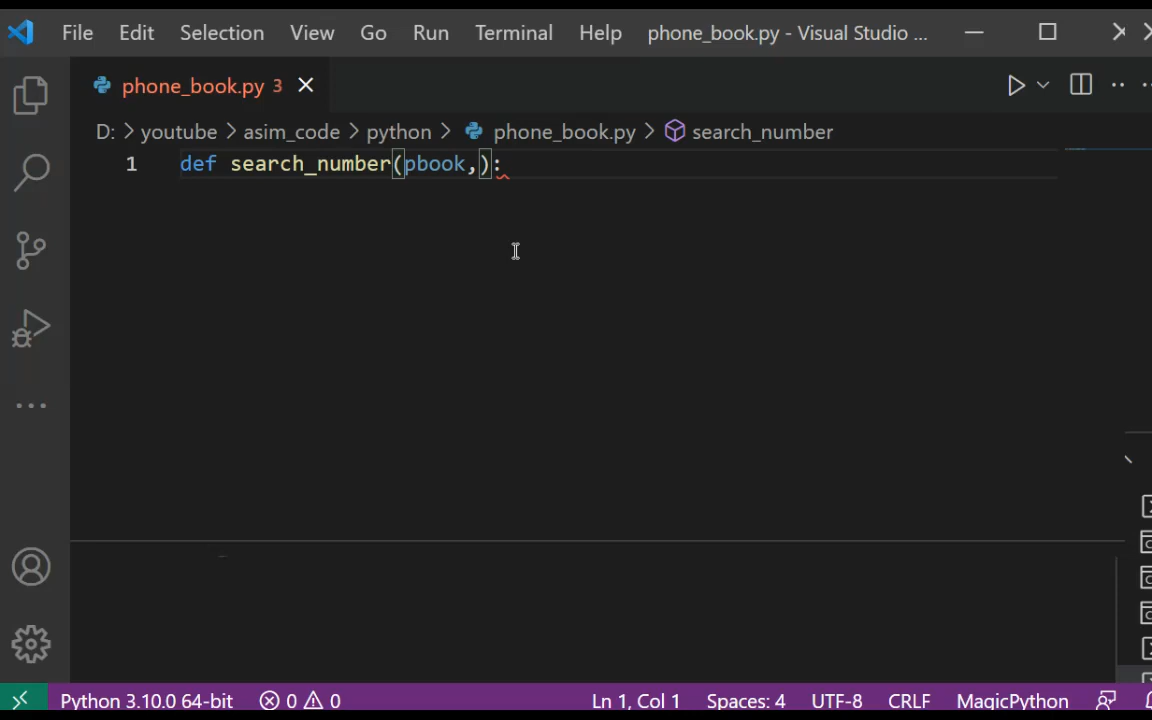 File Edit Selection View Go Run Terminal Help phone_book.py - Visual Studio ...
phone_book.py 3
D: > youtube > asim_code > python > phone_book.py > search_number
1 def search_number(pbook,):
Python 3.10.0 64-bit 0 0 Ln 1, Col 1 Spaces: 4 UTF-8 CRLF MagicPython